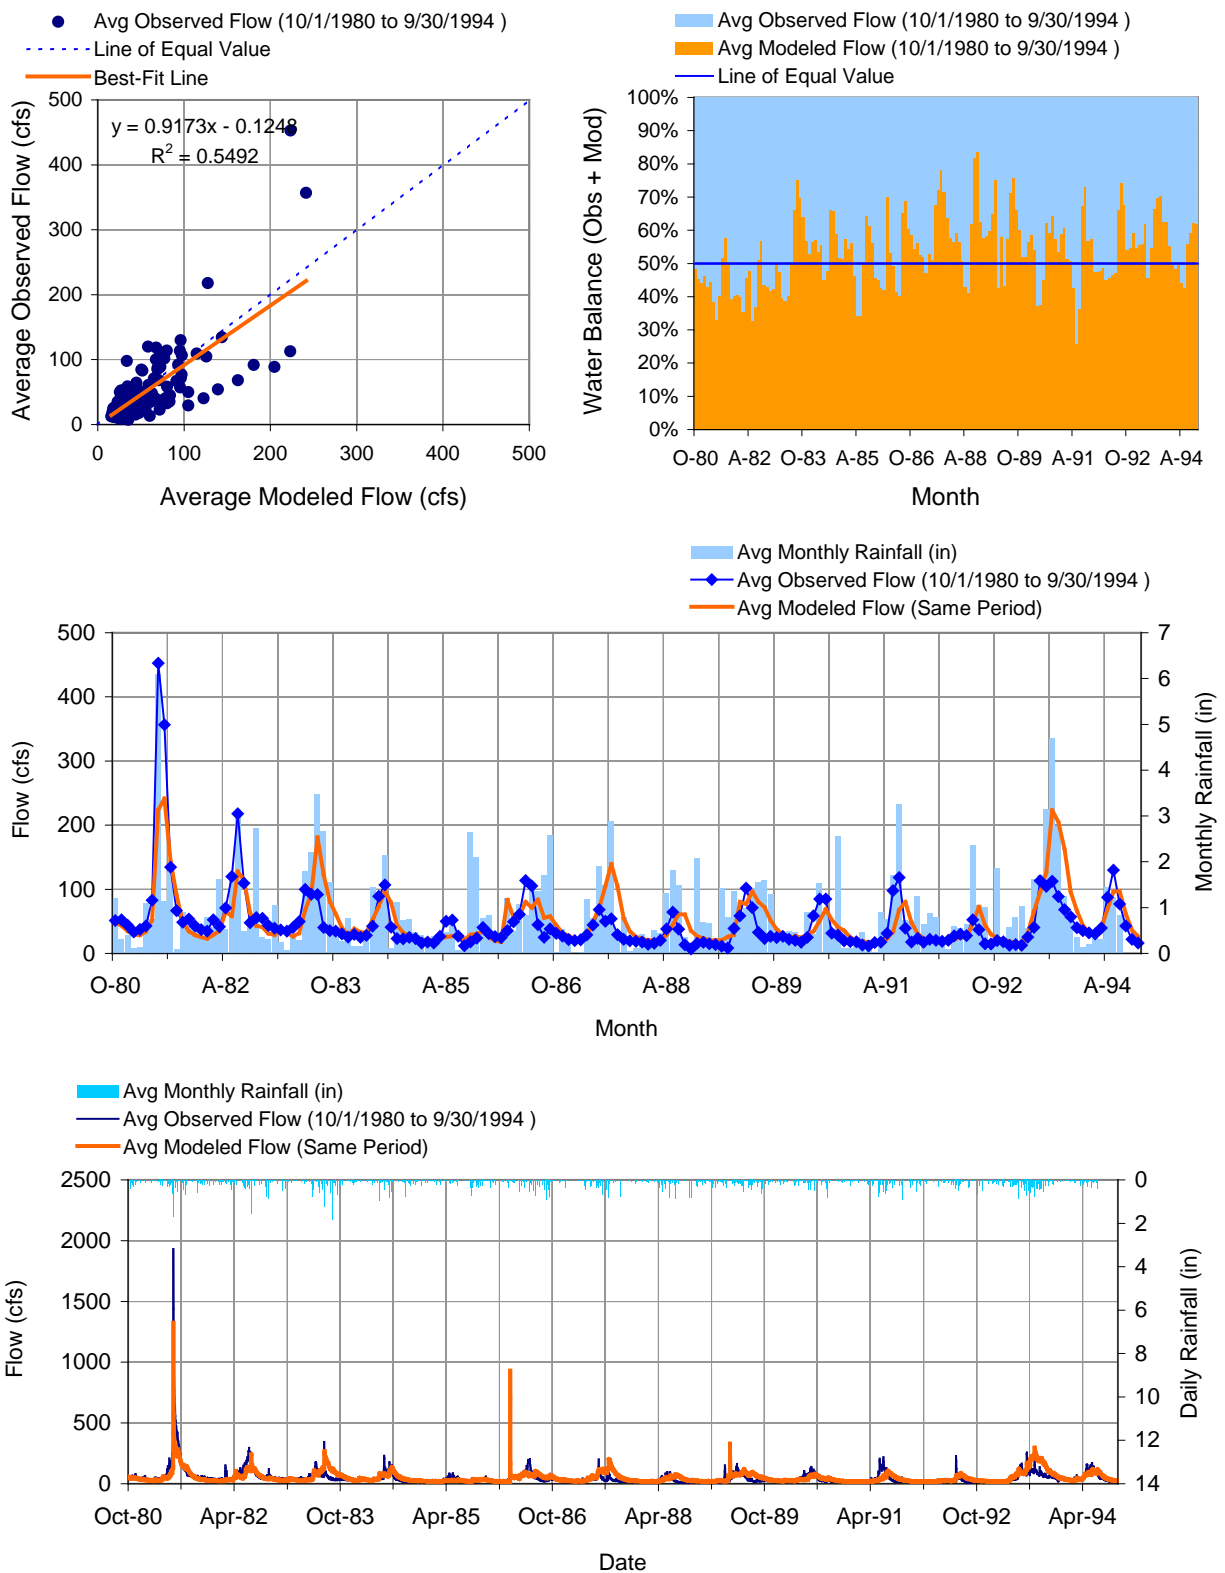 Avg Observed Flow (10/1/1980 to 9/30/1994 )
Line of Equal Value
Best-Fit Line
500
400
300
200
100
0
y = 0.9173x - 0.1248
R2 = 0.5492
0 100 200 300 400 500
Average Observed Flow (cfs)
Average Modeled Flow (cfs)
Avg Observed Flow (10/1/1980 to 9/30/1994 )
Avg Modeled Flow (10/1/1980 to 9/30/1994 )
Line of Equal Value
100%
90%
80%
70%
60%
50%
40%
30%
20%
10%
0%
O-80 A-82 O-83 A-85 O-86 A-88 O-89 A-91 O-92 A-94
Water Balance (Obs + Mod)
Month
Avg Monthly Rainfall (in)
Avg Observed Flow (10/1/1980 to 9/30/1994 )
Avg Modeled Flow (Same Period)
500
400
300
200
100
0
Flow (cfs)
7
6
5
4
3
2
1
0
Monthly Rainfall (in)
O-80 A-82 O-83 A-85 O-86 A-88 O-89 A-91 O-92 A-94
Month
Avg Monthly Rainfall (in)
Avg Observed Flow (10/1/1980 to 9/30/1994 )
Avg Modeled Flow (Same Period)
2500
2000
1500
1000
500
0
Flow (cfs)
0
2
4
6
8
10
12
14
Daily Rainfall (in)
Oct-80 Apr-82 Oct-83 Apr-85 Oct-86 Apr-88 Oct-89 Apr-91 Oct-92 Apr-94
Date